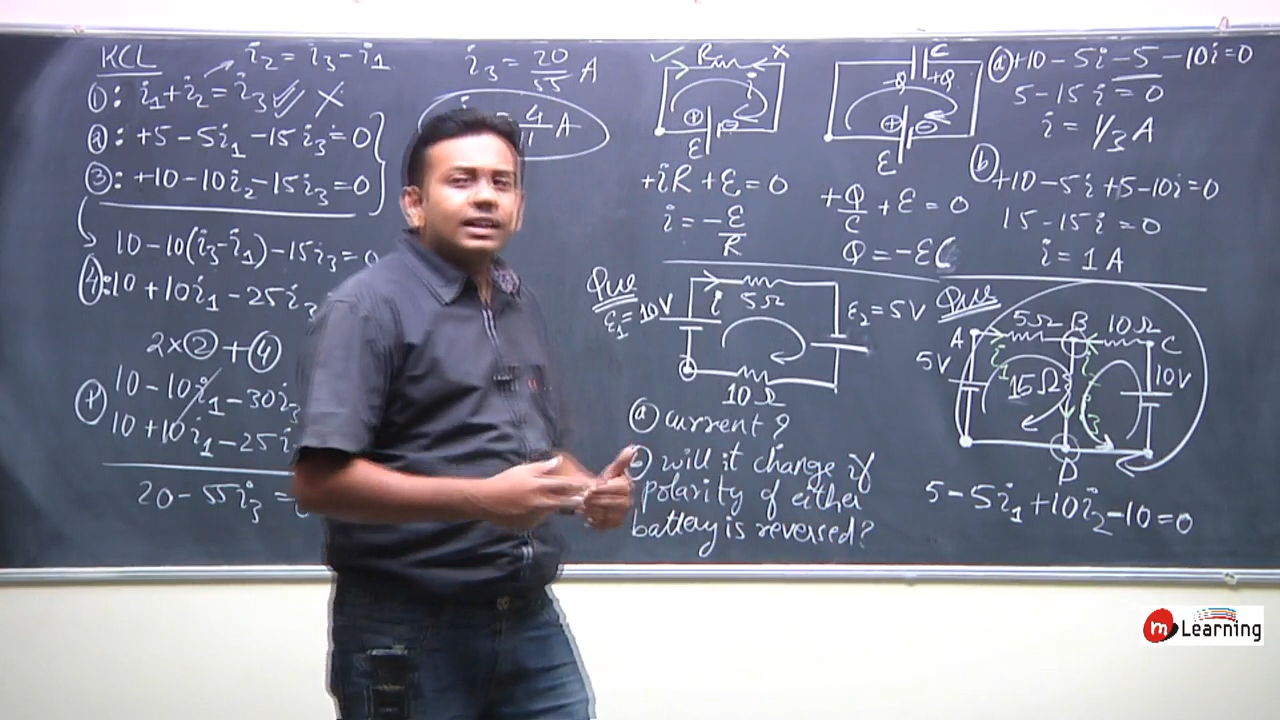 KCL
i₂ = i₃ - i₁
①: i₁ + i₂ = i₃
②: +5 - 5i₁ - 15i₃ = 0
③: +10 - 10i₂ - 15i₃ = 0
10 - 10(i₃ - i₁) - 15i₃ = 0
④: 10 + 10i₁ - 25i₃
2×② + ④
+
10 - 10i₁ - 30i₃
10 + 10i₁ - 25i
20 - 55i₃ =
i₃ = 20/55 A
4/11 A
R
i
ε
+iR + ε = 0
i = -ε/R
C
-Q +Q
ε
+Q/C + ε = 0
Q = -εC
ⓐ +10 - 5i - 5 - 10i = 0
5 - 15i = 0
i = 1/3 A
ⓑ
+10 - 5i + 5 - 10i = 0
15 - 15i = 0
i = 1 A
Que
ε₁ = 10V
i
5Ω
ε₂ = 5V
10Ω
ⓐ current?
ⓑ will it change if
polarity of either
battery is reversed?
Que
A 5Ω B 10Ω C
i₁
5V
15Ω
i₂
i₃
10V
D
5 - 5i₁ + 10i₂ - 10 = 0
m Learning